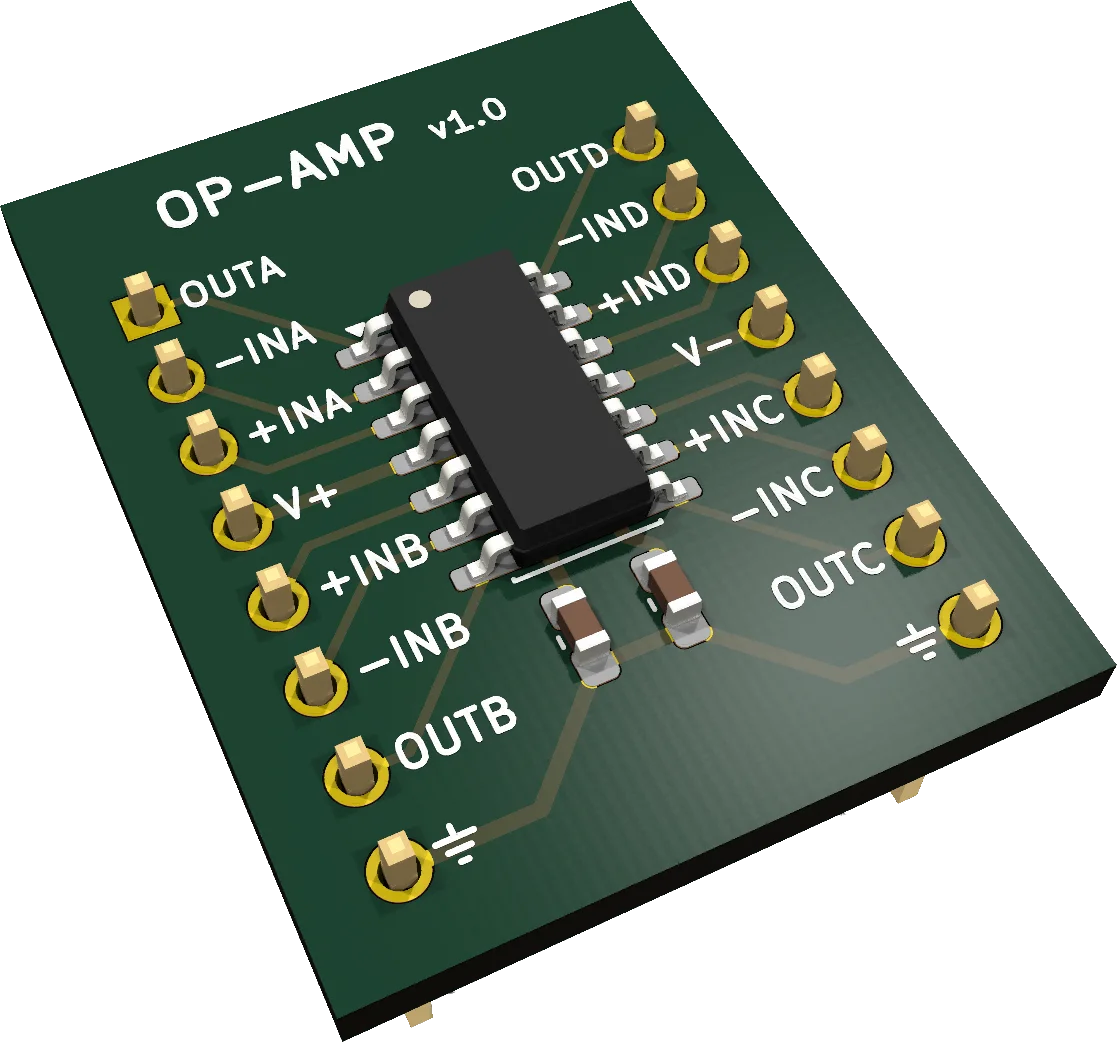 OP-AMP v1.0
OUTA
-INA
+INA
V+
+INB
-INB
OUTB
OUTD
-IND
+IND
V-
+INC
-INC
OUTC